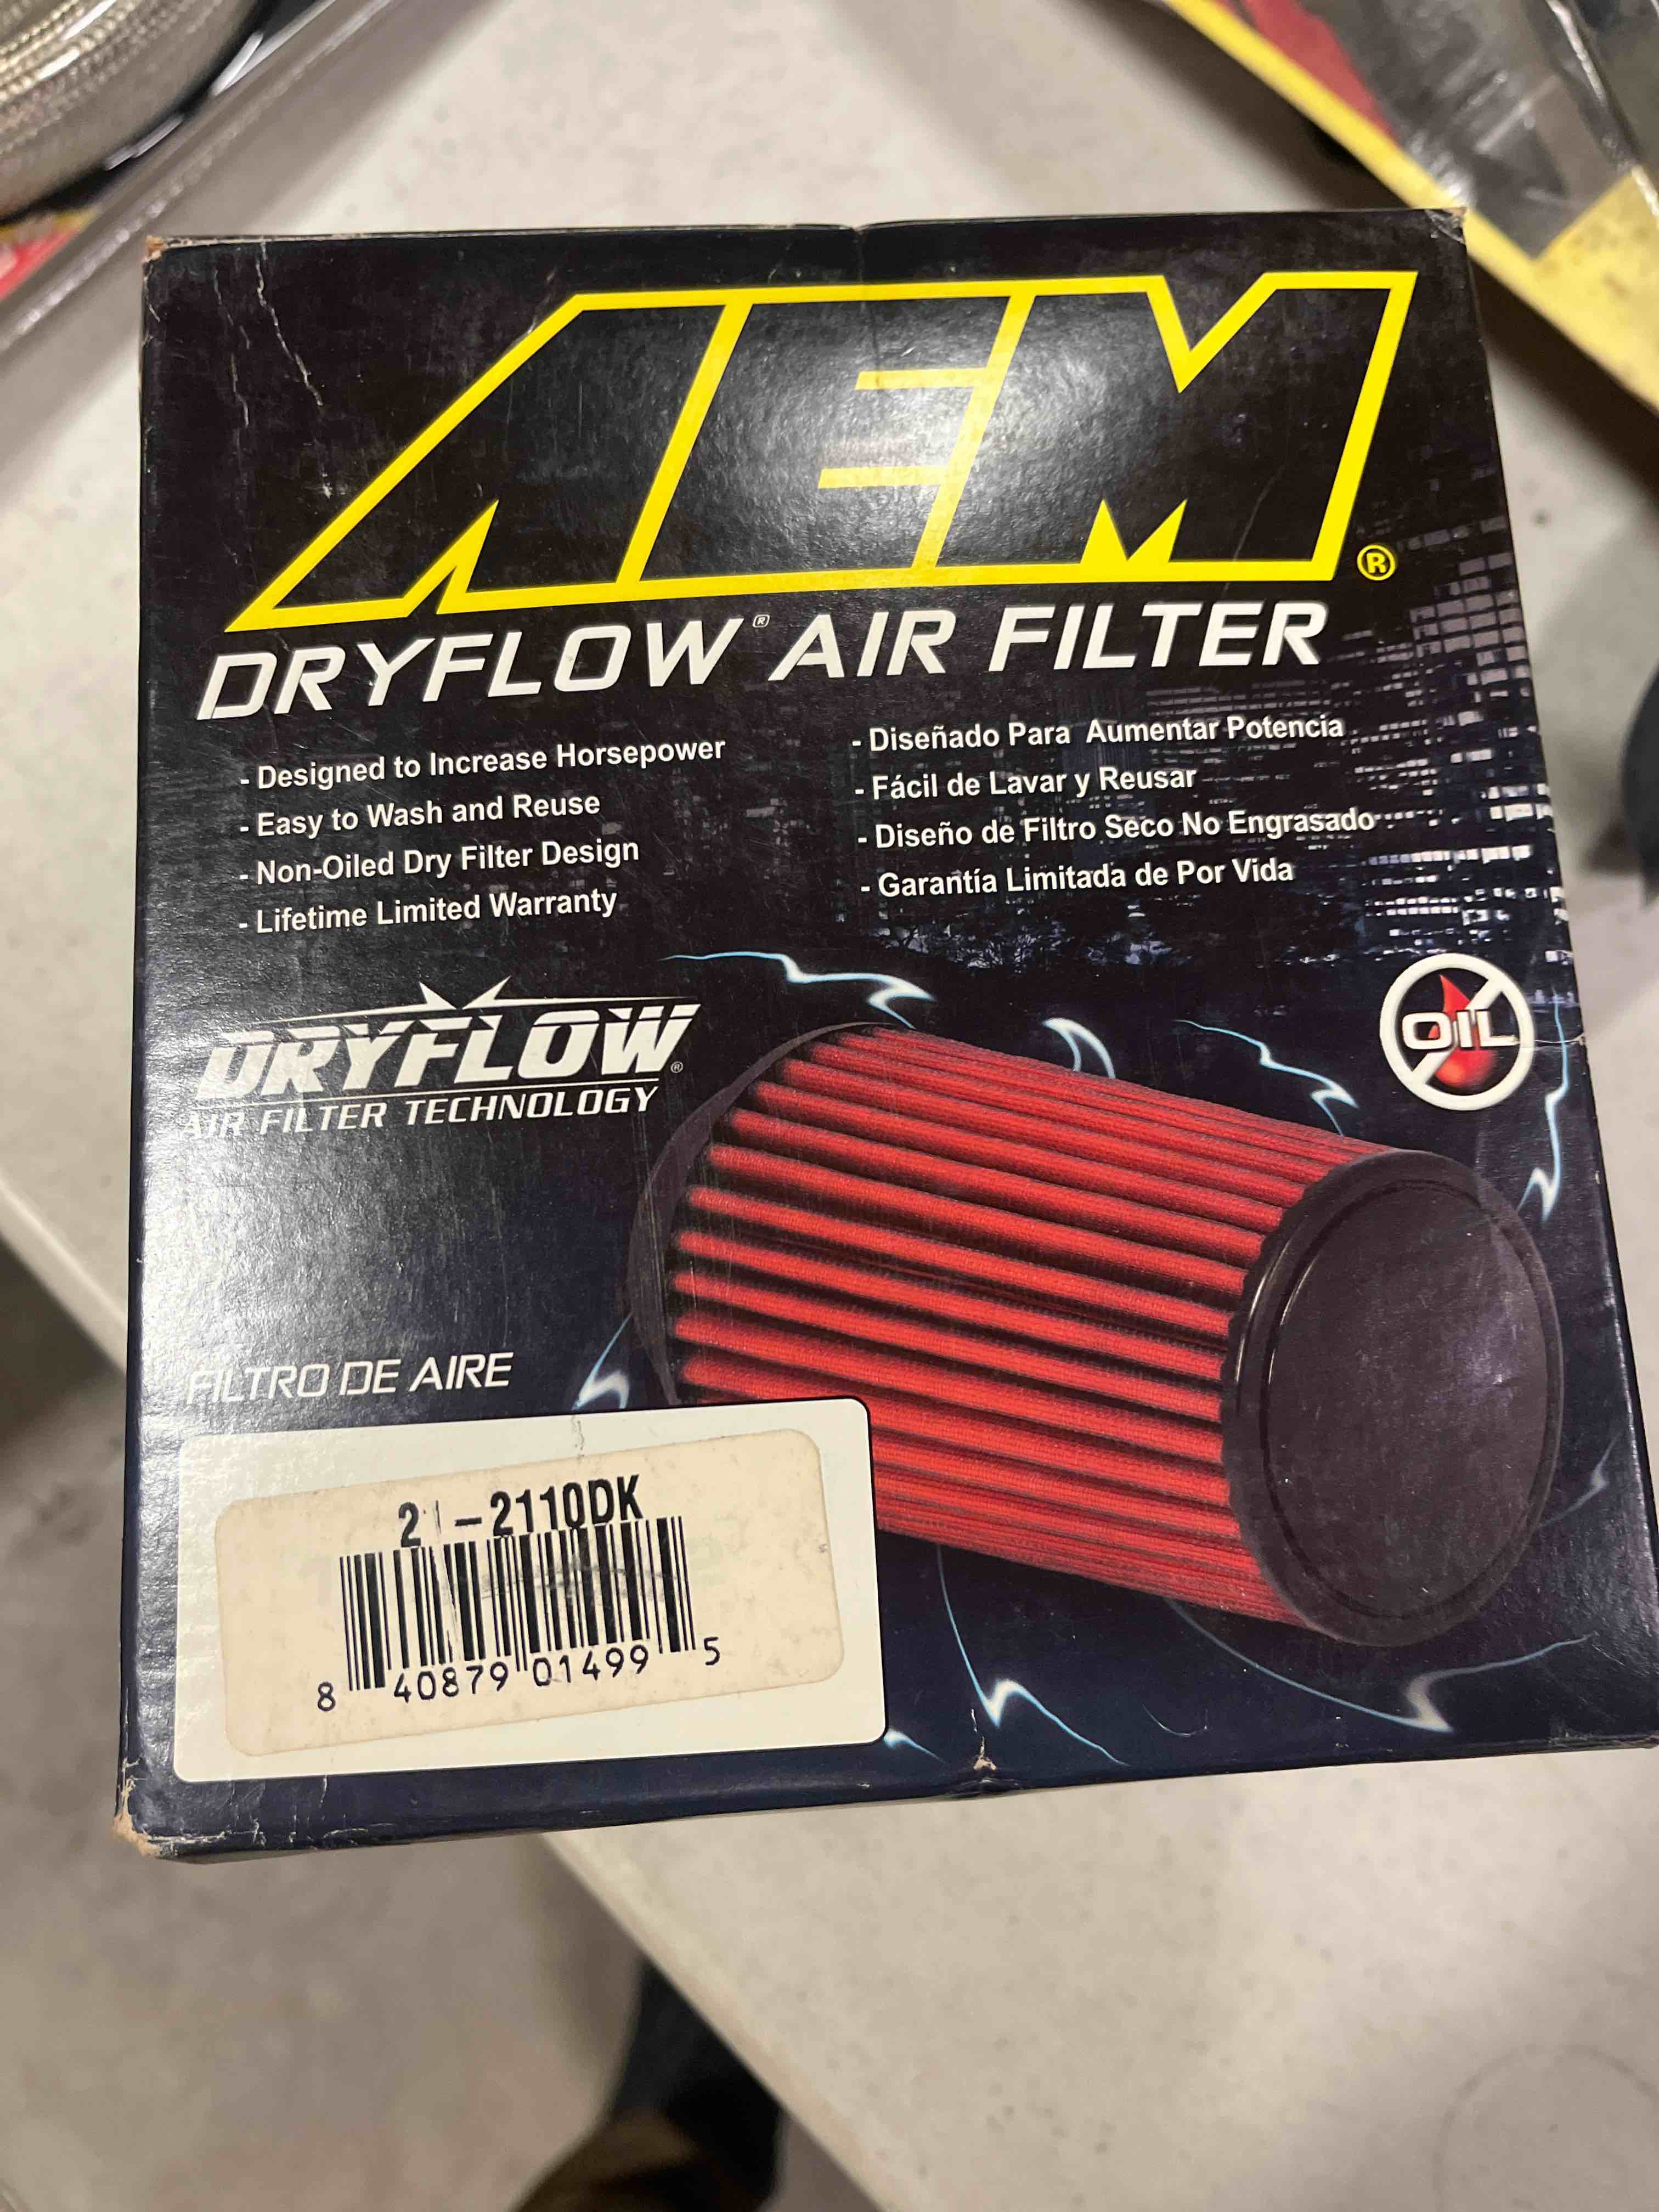 AEM®
DRYFLOW® AIR FILTER
- Designed to Increase Horsepower
- Easy to Wash and Reuse
- Non-Oiled Dry Filter Design
- Lifetime Limited Warranty
- Diseñado Para Aumentar Potencia
- Fácil de Lavar y Reusar
- Diseño de Filtro Seco No Engrasado
- Garantía Limitada de Por Vida
OIL
DRYFLOW®
AIR FILTER TECHNOLOGY
FILTRO DE AIRE
21-2110DK
8 40879 01499 5